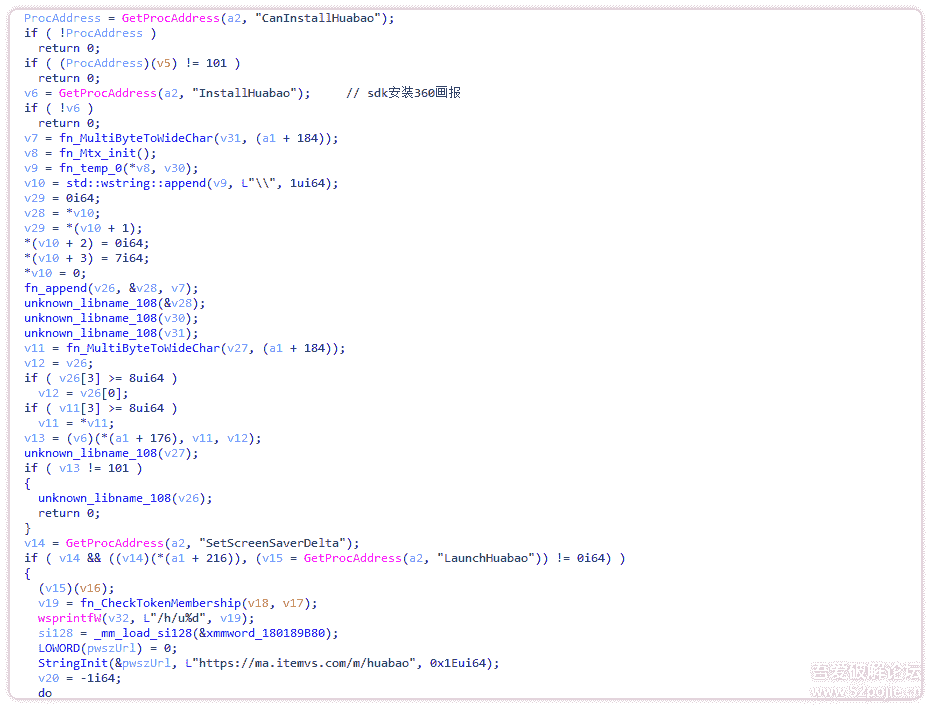 ProcAddress = GetProcAddress(a2, "CanInstallHuabao");
if ( !ProcAddress )
  return 0;
if ( (ProcAddress)(v5) != 101 )
  return 0;
v6 = GetProcAddress(a2, "InstallHuabao");     // sdk安装360画报
if ( !v6 )
  return 0;
v7 = fn_MultiByteToWideChar(v31, (a1 + 184));
v8 = fn_Mtx_init();
v9 = fn_temp_0(*v8, v30);
v10 = std::wstring::append(v9, L"\\", 1ui64);
v29 = 0i64;
v28 = *v10;
v29 = *(v10 + 1);
*(v10 + 2) = 0i64;
*(v10 + 3) = 7i64;
*v10 = 0;
fn_append(v26, &v28, v7);
unknown_libname_108(&v28);
unknown_libname_108(v30);
unknown_libname_108(v31);
v11 = fn_MultiByteToWideChar(v27, (a1 + 184));
v12 = v26;
if ( v26[3] >= 8ui64 )
  v12 = v26[0];
if ( v11[3] >= 8ui64 )
  v11 = *v11;
v13 = (v6)(*(a1 + 176), v11, v12);
unknown_libname_108(v27);
if ( v13 != 101 )
{
  unknown_libname_108(v26);
  return 0;
}
v14 = GetProcAddress(a2, "SetScreenSaverDelta");
if ( v14 && ((v14)(*(a1 + 216)), (v15 = GetProcAddress(a2, "LaunchHuabao")) != 0i64) )
{
  (v15)(v16);
  v19 = fn_CheckTokenMembership(v18, v17);
  wsprintfW(v32, L"/h/u%d", v19);
  si128 = _mm_load_si128(&xmmword_180189B80);
  LOWORD(pwszUrl) = 0;
  StringInit(&pwszUrl, L"https://ma.itemvs.com/m/huabao", 0x1Eui64);
  v20 = -1i64;
  do
吾爱破解论坛
www.52pojie.cn